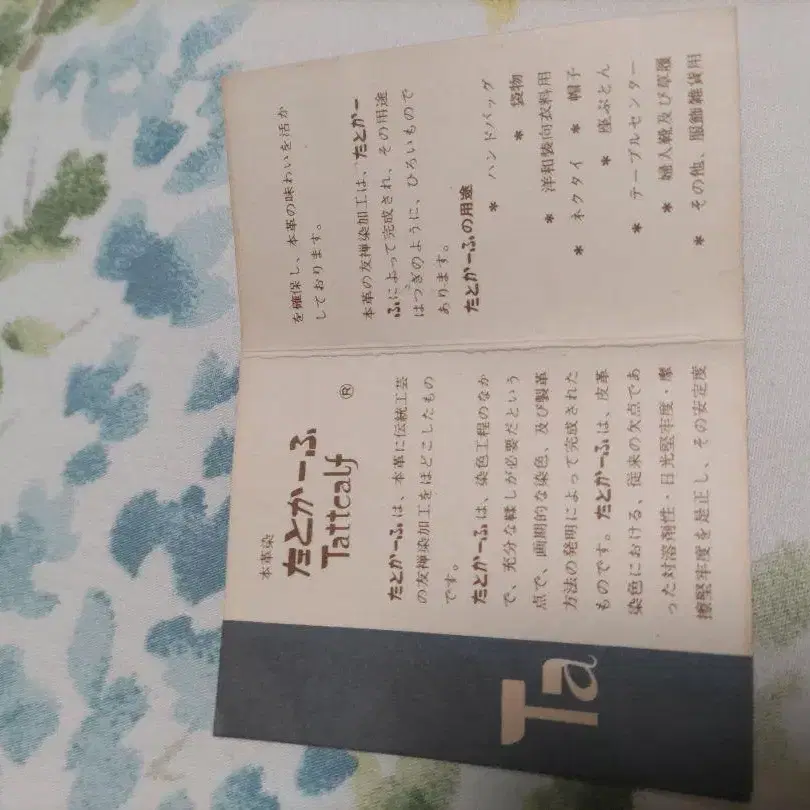 本革染
たとかーふ
Tattcalf ®
たとかーふは、本革に伝統工芸
の友禅染加工をほどこしたもの
です。
たとかーふは、染色工程のなか
で、充分な蒸しが必要だという
点で、画期的な染色、及び製革
方法の発明によって完成された
ものです。たとかーふは、皮革
染色における、従来の欠点であ
った対溶剤性・日光堅牢度・摩
擦堅牢度を是正し、その安定度
を確保し、本革の味わいを活か
しております。
本革の友禅染加工は、たとかー
ふによって完成され、その用途
はつぎのように、ひろいもので
あります。
たとかーふの用途
* ハンドバッグ
* 袋物
* 洋和装向衣料用
* ネクタイ * 帽子
* 座ぶとん
* テーブルセンター
* 婦人靴及び草履
* その他、服飾雑貨用
Ta